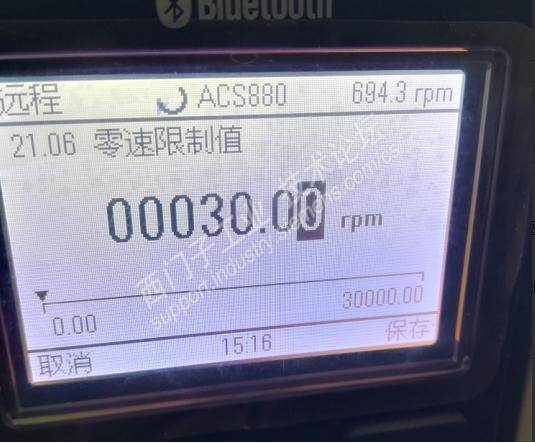 Bluetooth
远程 ACS880 694.3 rpm
21.06 零速限制值
00030.00 rpm
0.00 30000.00
取消 15:16 保存
西门子工业技术论坛
support.industry.siemens.com/cs